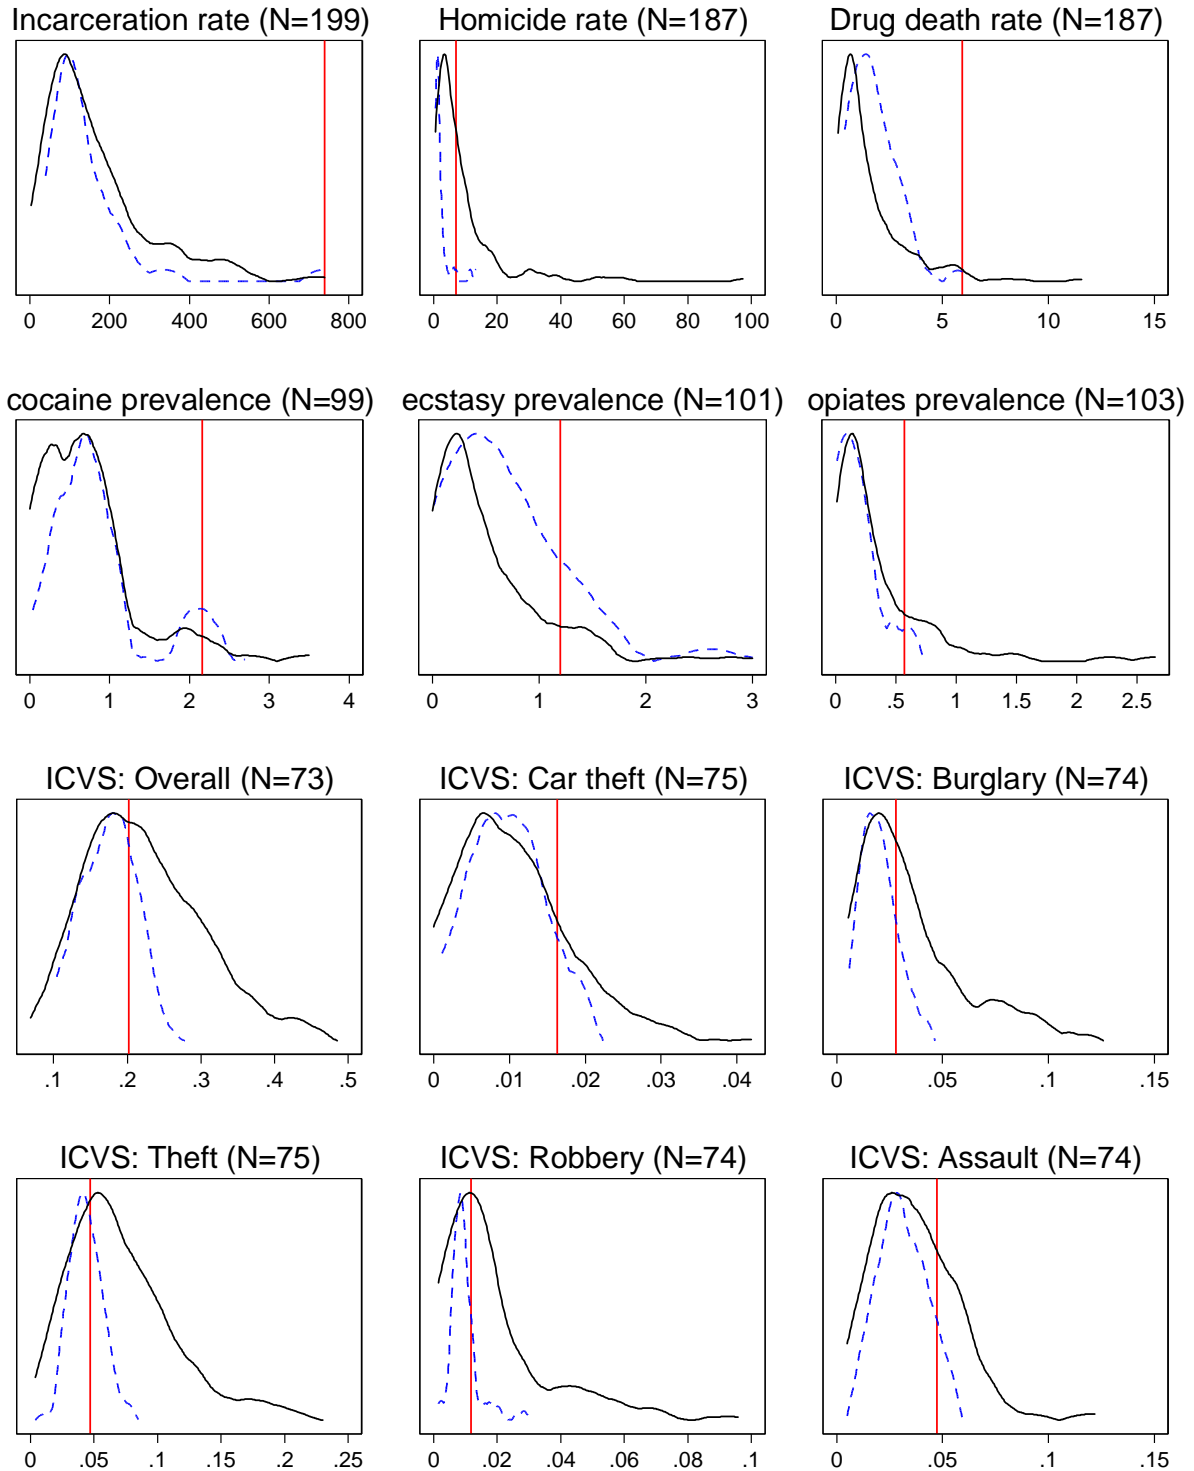 Incarceration rate (N=199) Homicide rate (N=187) Drug death rate (N=187)
0 200 400 600 800 0 20 40 60 80 100 0 5 10 15
cocaine prevalence (N=99) ecstasy prevalence (N=101) opiates prevalence (N=103)
0 1 2 3 4 0 1 2 3 0 .5 1 1.5 2 2.5
ICVS: Overall (N=73) ICVS: Car theft (N=75) ICVS: Burglary (N=74)
.1 .2 .3 .4 .5 0 .01 .02 .03 .04 0 .05 .1 .15
ICVS: Theft (N=75) ICVS: Robbery (N=74) ICVS: Assault (N=74)
0 .05 .1 .15 .2 .25 0 .02 .04 .06 .08 .1 0 .05 .1 .15